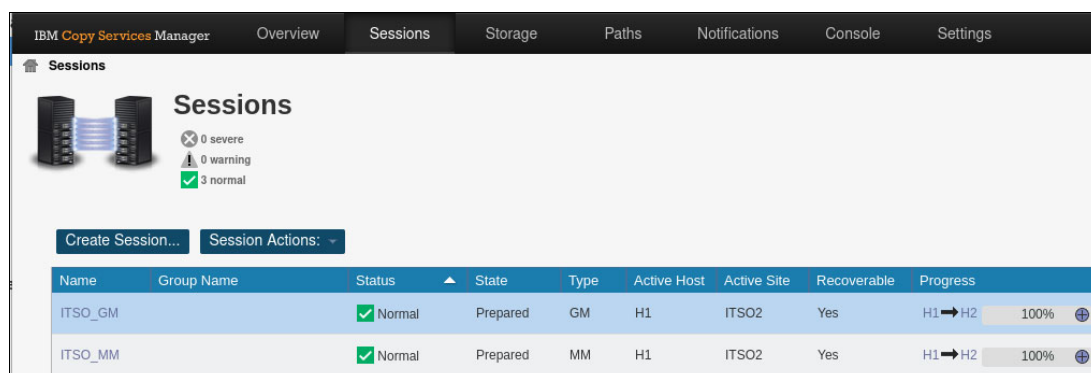 IBM Copy Services Manager Overview Sessions Storage Paths Notifications Console Settings
Sessions
Sessions
0 severe
0 warning
3 normal
Create Session... Session Actions:
Name Group Name Status State Type Active Host Active Site Recoverable Progress
ITSO_GM Normal Prepared GM H1 ITSO2 Yes H1 H2 100%
ITSO_MM Normal Prepared MM H1 ITSO2 Yes H1 H2 100%